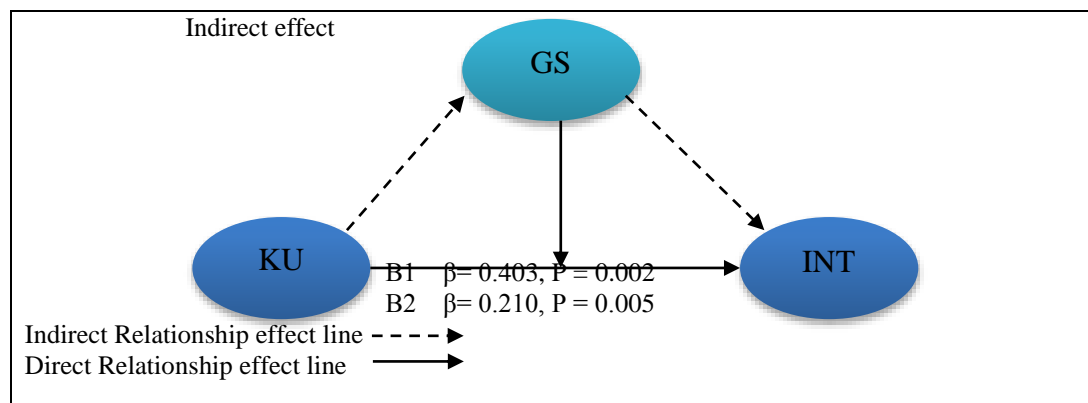 Indirect effect
GS
KU
INT
B1 β= 0.403, P = 0.002
B2 β= 0.210, P = 0.005
Indirect Relationship effect line
Direct Relationship effect line